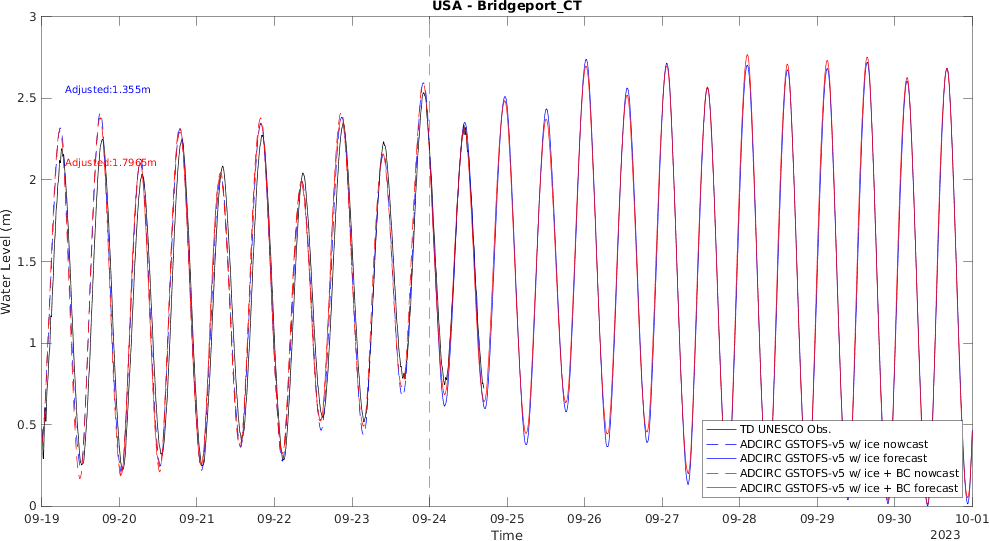 USA - Bridgeport_CT
3
2.5
2
1.5
1
0.5
0
Water Level (m)
Adjusted:1.355m
Adjusted:1.7965m
TD UNESCO Obs.
ADCIRC GSTOFS-v5 w/ ice nowcast
ADCIRC GSTOFS-v5 w/ ice forecast
ADCIRC GSTOFS-v5 w/ ice + BC nowcast
ADCIRC GSTOFS-v5 w/ ice + BC forecast
09-19 09-20 09-21 09-22 09-23 09-24 09-25 09-26 09-27 09-28 09-29 09-30 10-01
Time
2023